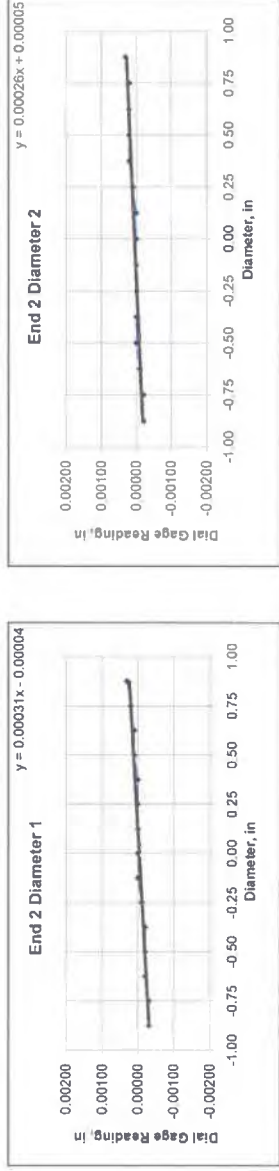 End 2 Diameter 1
y = 0.00031x - 0.00004
Dial Gage Reading, in
0.00200
0.00100
0.00000
-0.00100
-0.00200
-1.00 -0.75 -0.50 -0.25 0.00 0.25 0.50 0.75 1.00
Diameter, in
End 2 Diameter 2
y = 0.00026x + 0.00005
Dial Gage Reading, in
0.00200
0.00100
0.00000
-0.00100
-0.00200
-1.00 -0.75 -0.50 -0.25 0.00 0.25 0.50 0.75 1.00
Diameter, in